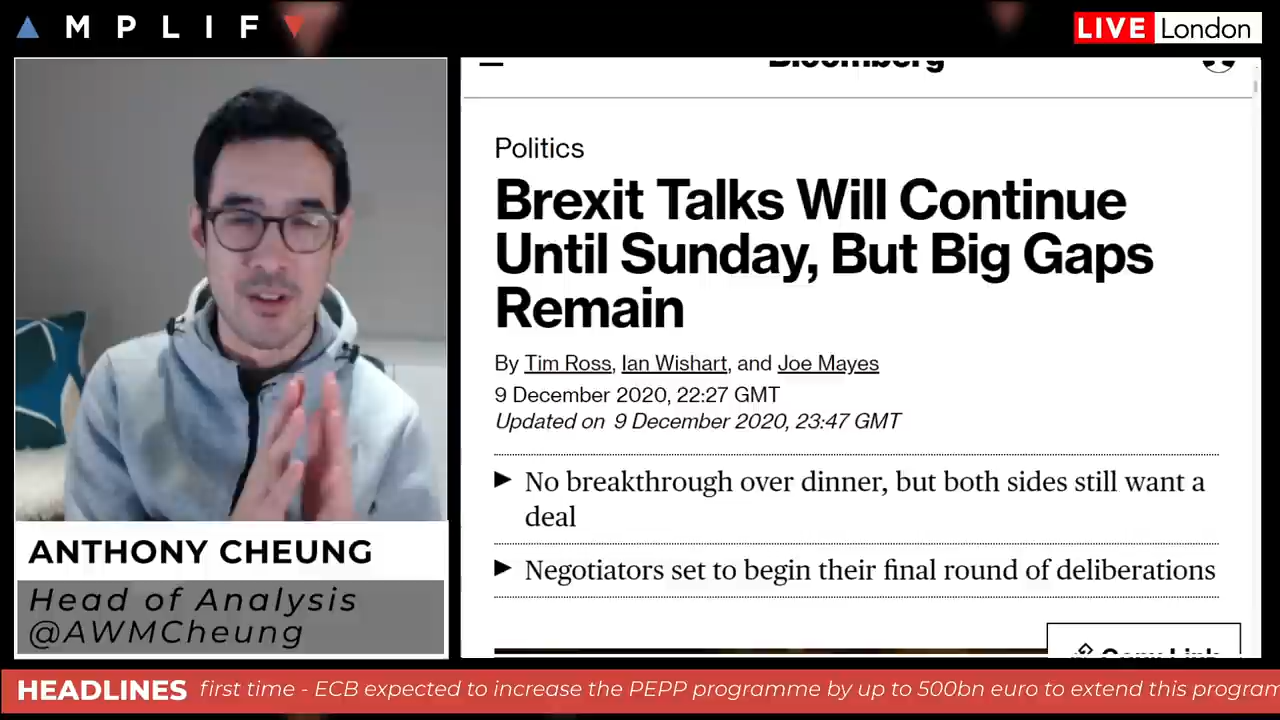 AMPLIFY
LIVE London
Bloomberg
Politics
Brexit Talks Will Continue
Until Sunday, But Big Gaps
Remain
By Tim Ross, Ian Wishart, and Joe Mayes
9 December 2020, 22:27 GMT
Updated on 9 December 2020, 23:47 GMT
No breakthrough over dinner, but both sides still want a
deal
Negotiators set to begin their final round of deliberations
Copy Link
ANTHONY CHEUNG
Head of Analysis
@AWMCheung
HEADLINES first time - ECB expected to increase the PEPP programme by up to 500bn euro to extend this program